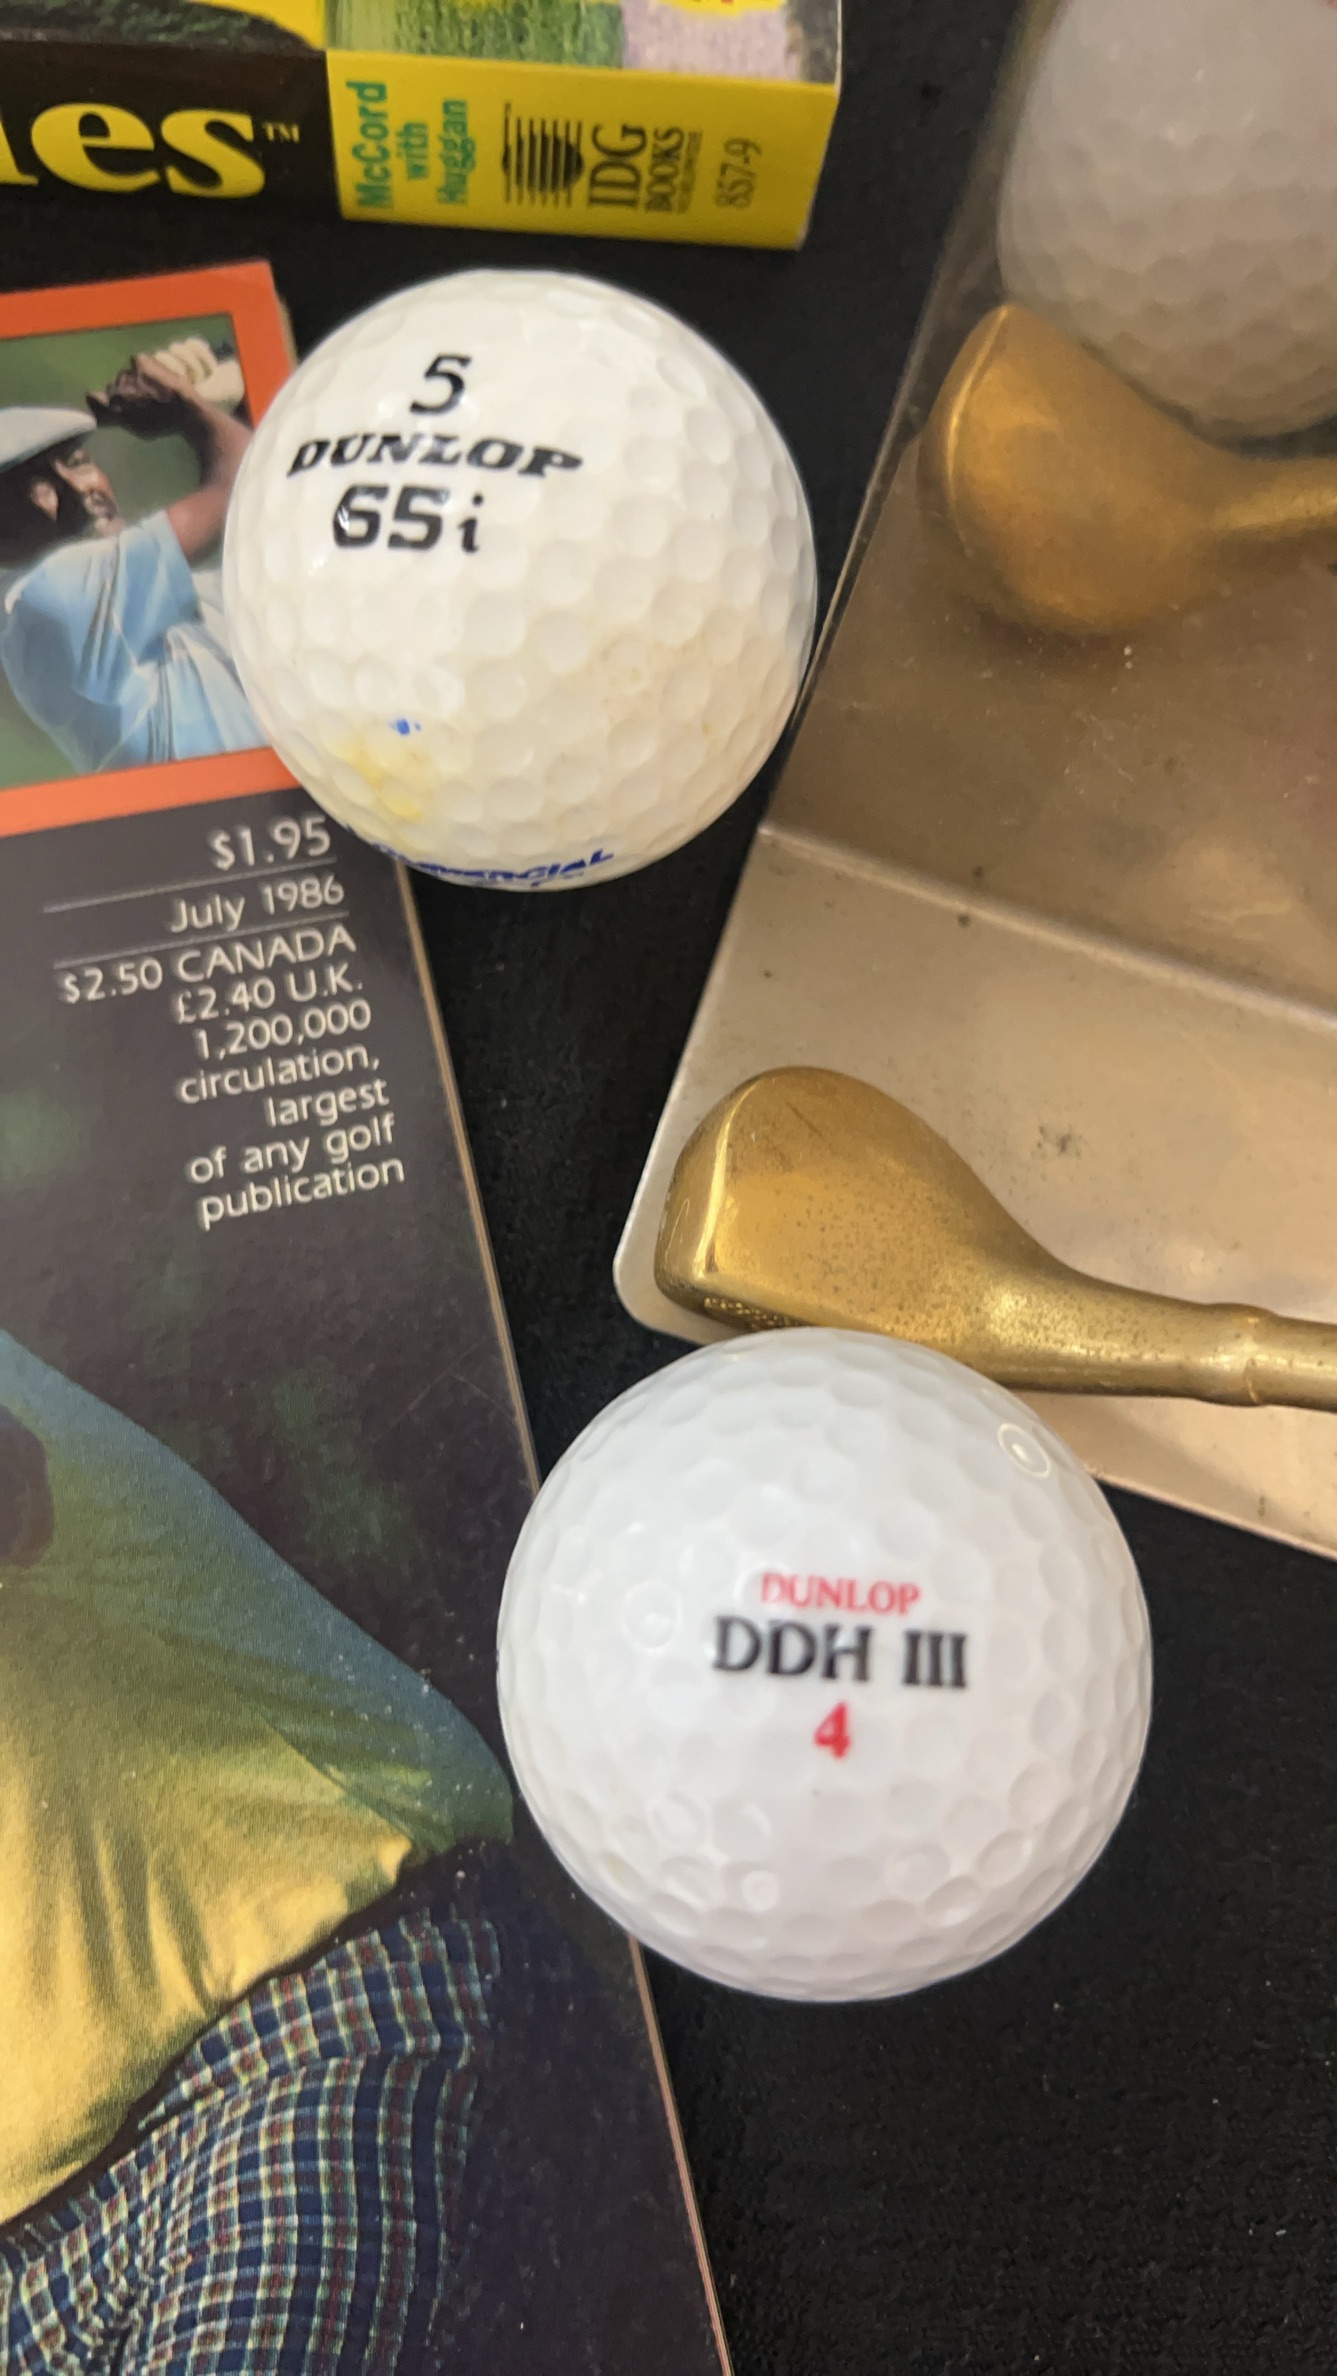 es™
McCord
with
Huggan
IDG
BOOKS
WORLDWIDE
857-9
5
DUNLOP
65i
$1.95
July 1986
$2.50 CANADA
£2.40 U.K.
1,200,000
circulation,
largest
of any golf
publication
DUNLOP
DDH III
4